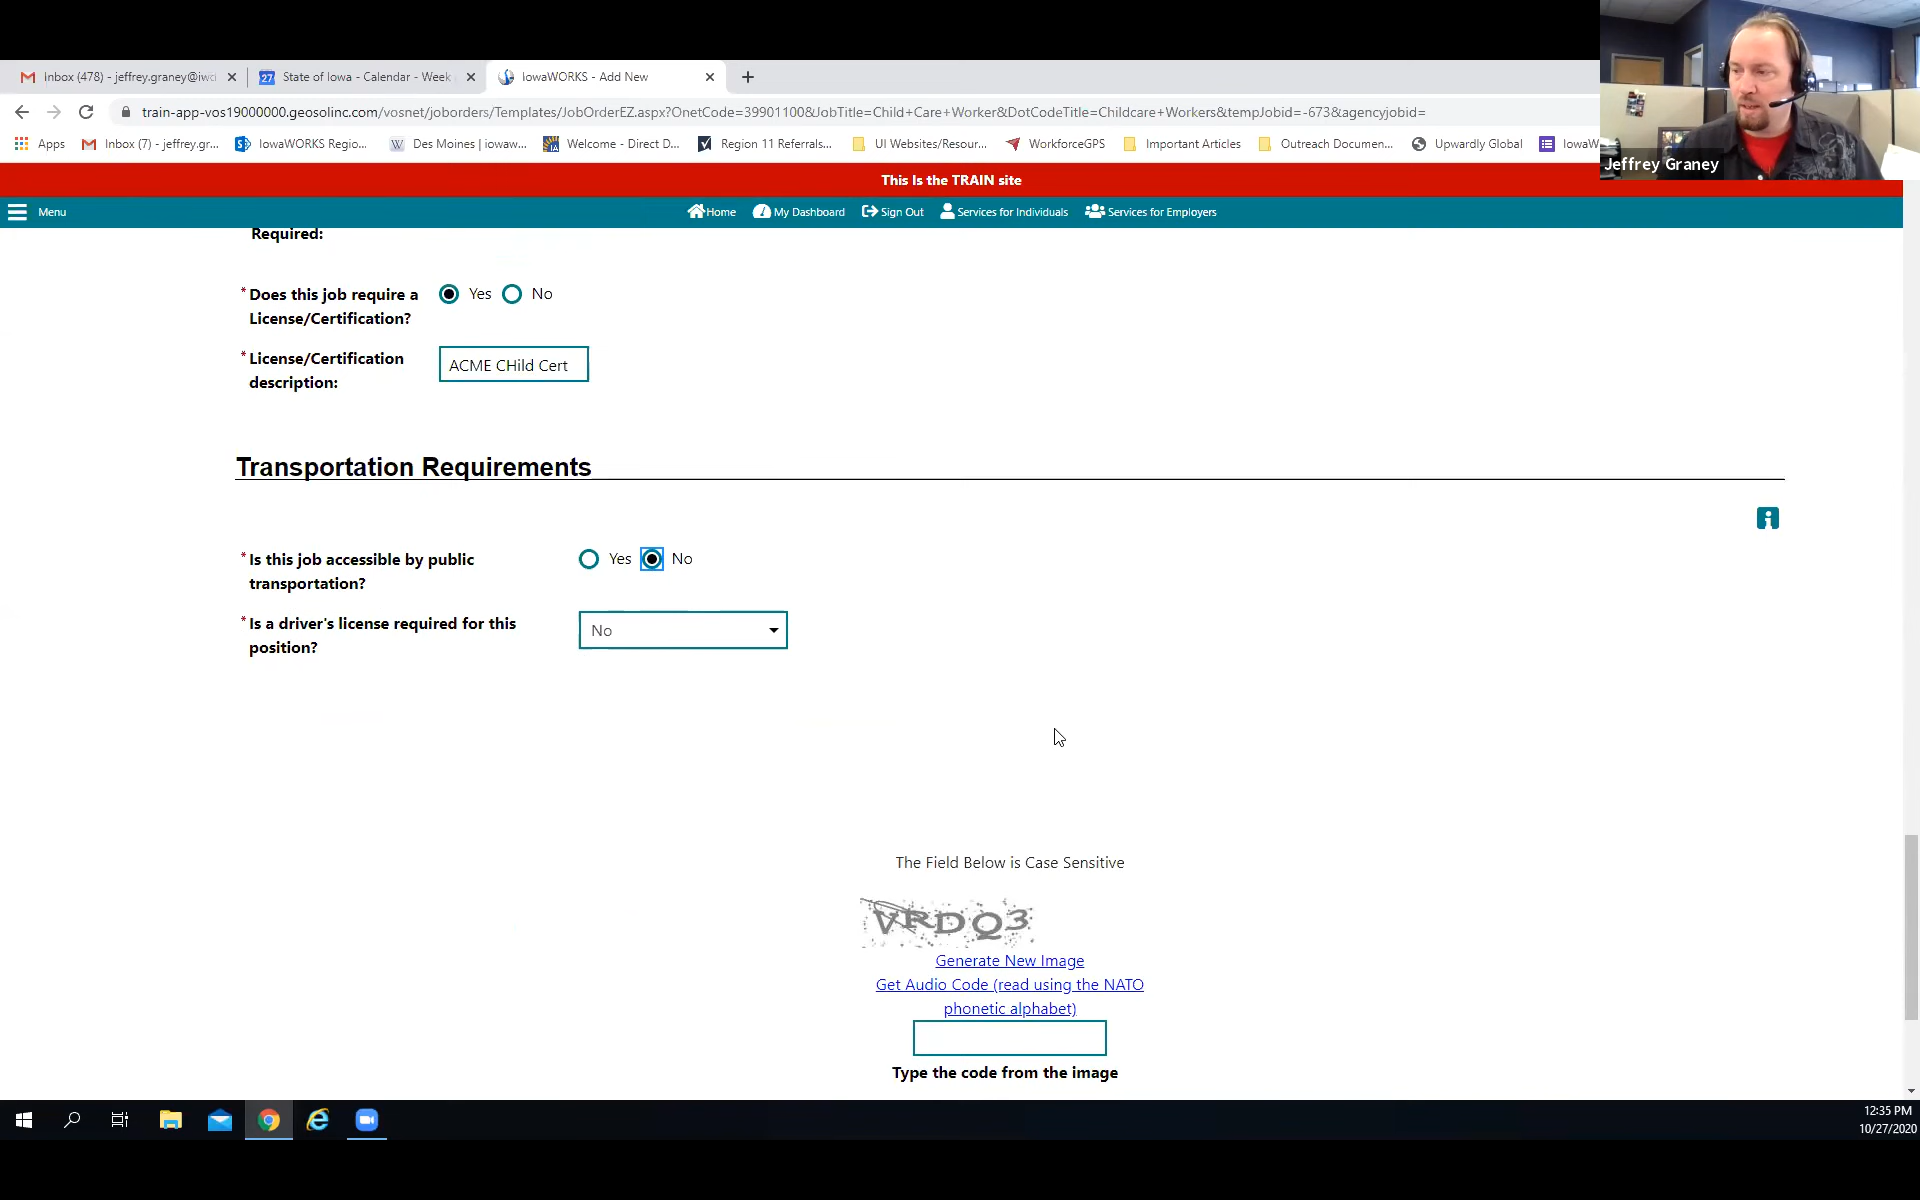 Inbox (478) - jeffrey.graney@iwd
State of Iowa - Calendar - Week
IowaWORKS - Add New
train-app-vos19000000.geosolinc.com/vosnet/joborders/Templates/JobOrderEZ.aspx?OnetCode=39901100&JobTitle=Child+Care+Worker&DotCodeTitle=Childcare+Workers&tempJobid=-673&agencyjobid=
Apps
Inbox (7) - jeffrey.gr...
IowaWORKS Regio...
Des Moines | iowaw...
Welcome - Direct D...
Region 11 Referrals...
UI Websites/Resour...
WorkforceGPS
Important Articles
Outreach Documen...
Upwardly Global
IowaW
Jeffrey Graney
This Is the TRAIN site
Menu
Home
My Dashboard
Sign Out
Services for Individuals
Services for Employers
Required:
* Does this job require a
License/Certification?
Yes No
* License/Certification
description:
ACME CHild Cert
Transportation Requirements
* Is this job accessible by public
transportation?
Yes No
* Is a driver's license required for this
position?
No
The Field Below is Case Sensitive
VRDQ3
Generate New Image
Get Audio Code (read using the NATO
phonetic alphabet)
Type the code from the image
12:35 PM
10/27/2020